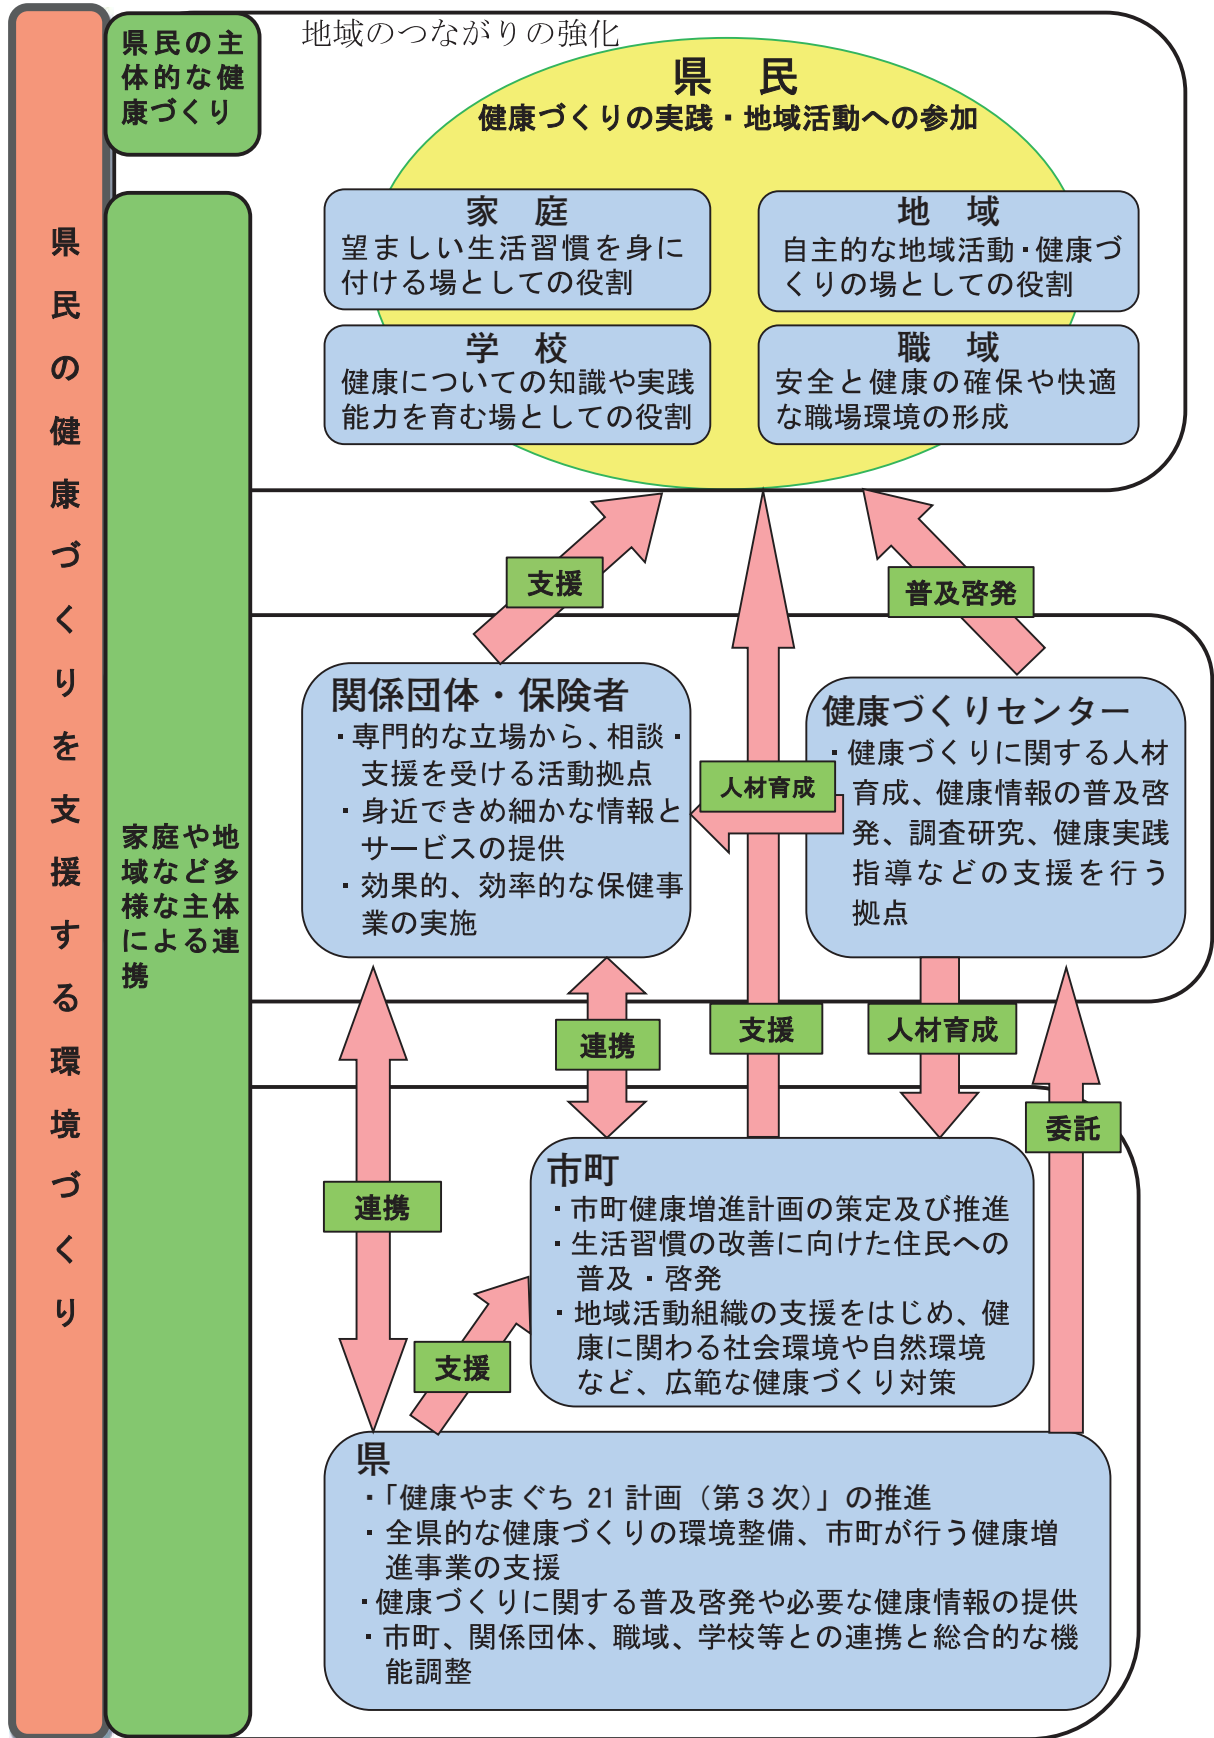 県民の健康づくりを支援する環境づくり
県民の主
体的な健
康づくり
地域のつながりの強化
県　民
健康づくりの実践・地域活動への参加
家　庭
望ましい生活習慣を身に
付ける場としての役割
地　域
自主的な地域活動・健康づ
くりの場としての役割
学　校
健康についての知識や実践
能力を育む場としての役割
職　域
安全と健康の確保や快適
な職場環境の形成
家庭や地
域など多
様な主体
による連
携
支援
普及啓発
関係団体・保険者
・専門的な立場から、相談・
支援を受ける活動拠点
・身近できめ細かな情報と
サービスの提供
・効果的、効率的な保健事
業の実施
人材育成
健康づくりセンター
・健康づくりに関する人材
育成、健康情報の普及啓
発、調査研究、健康実践
指導などの支援を行う
拠点
連携
支援
人材育成
委託
連携
市町
・市町健康増進計画の策定及び推進
・生活習慣の改善に向けた住民への
普及・啓発
・地域活動組織の支援をはじめ、健
康に関わる社会環境や自然環境
など、広範な健康づくり対策
支援
県
・「健康やまぐち 21 計画（第３次）」の推進
・全県的な健康づくりの環境整備、市町が行う健康増
進事業の支援
・健康づくりに関する普及啓発や必要な健康情報の提供
・市町、関係団体、職域、学校等との連携と総合的な機
能調整